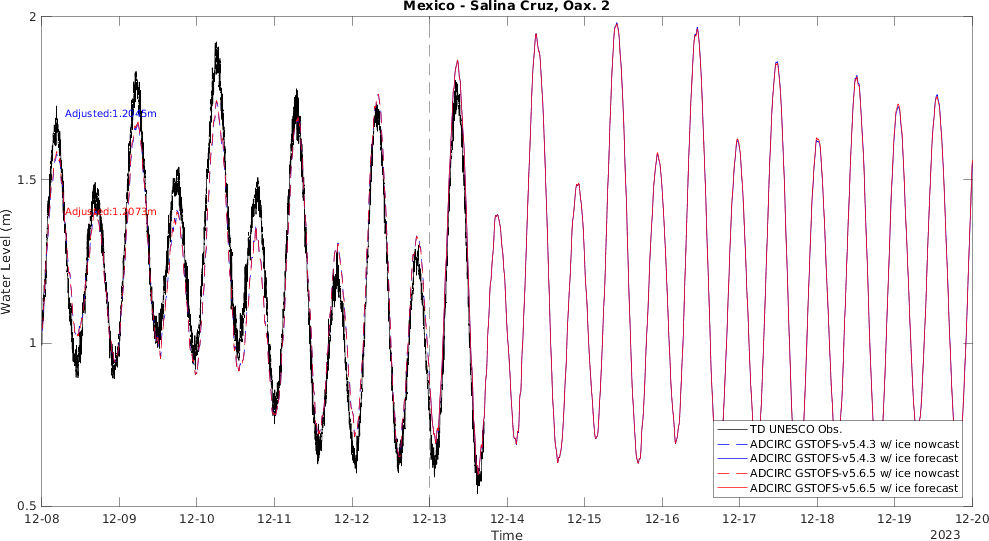 Mexico - Salina Cruz, Oax. 2
2
1.5
1
0.5
Water Level (m)
Adjusted:1.2045m
Adjusted:1.2073m
TD UNESCO Obs.
ADCIRC GSTOFS-v5.4.3 w/ ice nowcast
ADCIRC GSTOFS-v5.4.3 w/ ice forecast
ADCIRC GSTOFS-v5.6.5 w/ ice nowcast
ADCIRC GSTOFS-v5.6.5 w/ ice forecast
12-08 12-09 12-10 12-11 12-12 12-13 12-14 12-15 12-16 12-17 12-18 12-19 12-20
Time
2023